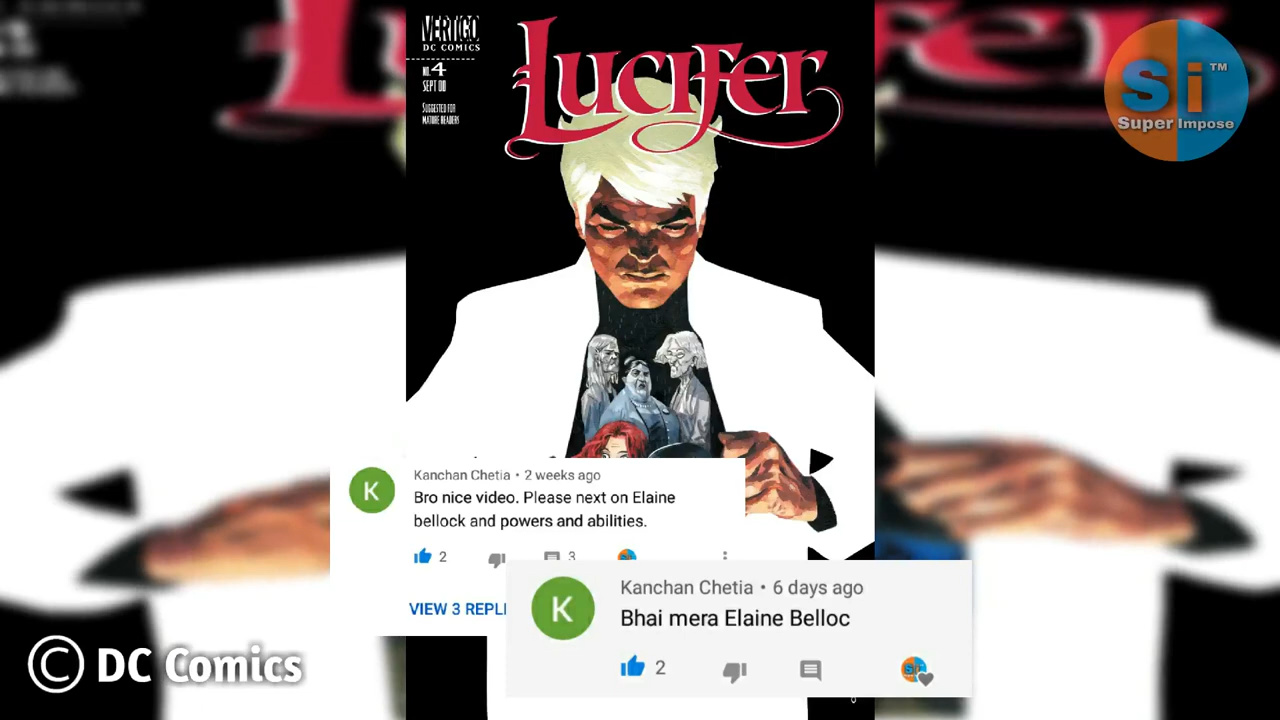 VERTIGO
DC COMICS
NO. 4
SEPT 00
SUGGESTED FOR
MATURE READERS
Lucifer
Si™
Super Impose
K
Kanchan Chetia • 2 weeks ago
Bro nice video. Please next on Elaine
bellock and powers and abilities.
2
3
VIEW 3 REPLI
K
Kanchan Chetia • 6 days ago
Bhai mera Elaine Belloc
2
Si
© DC Comics